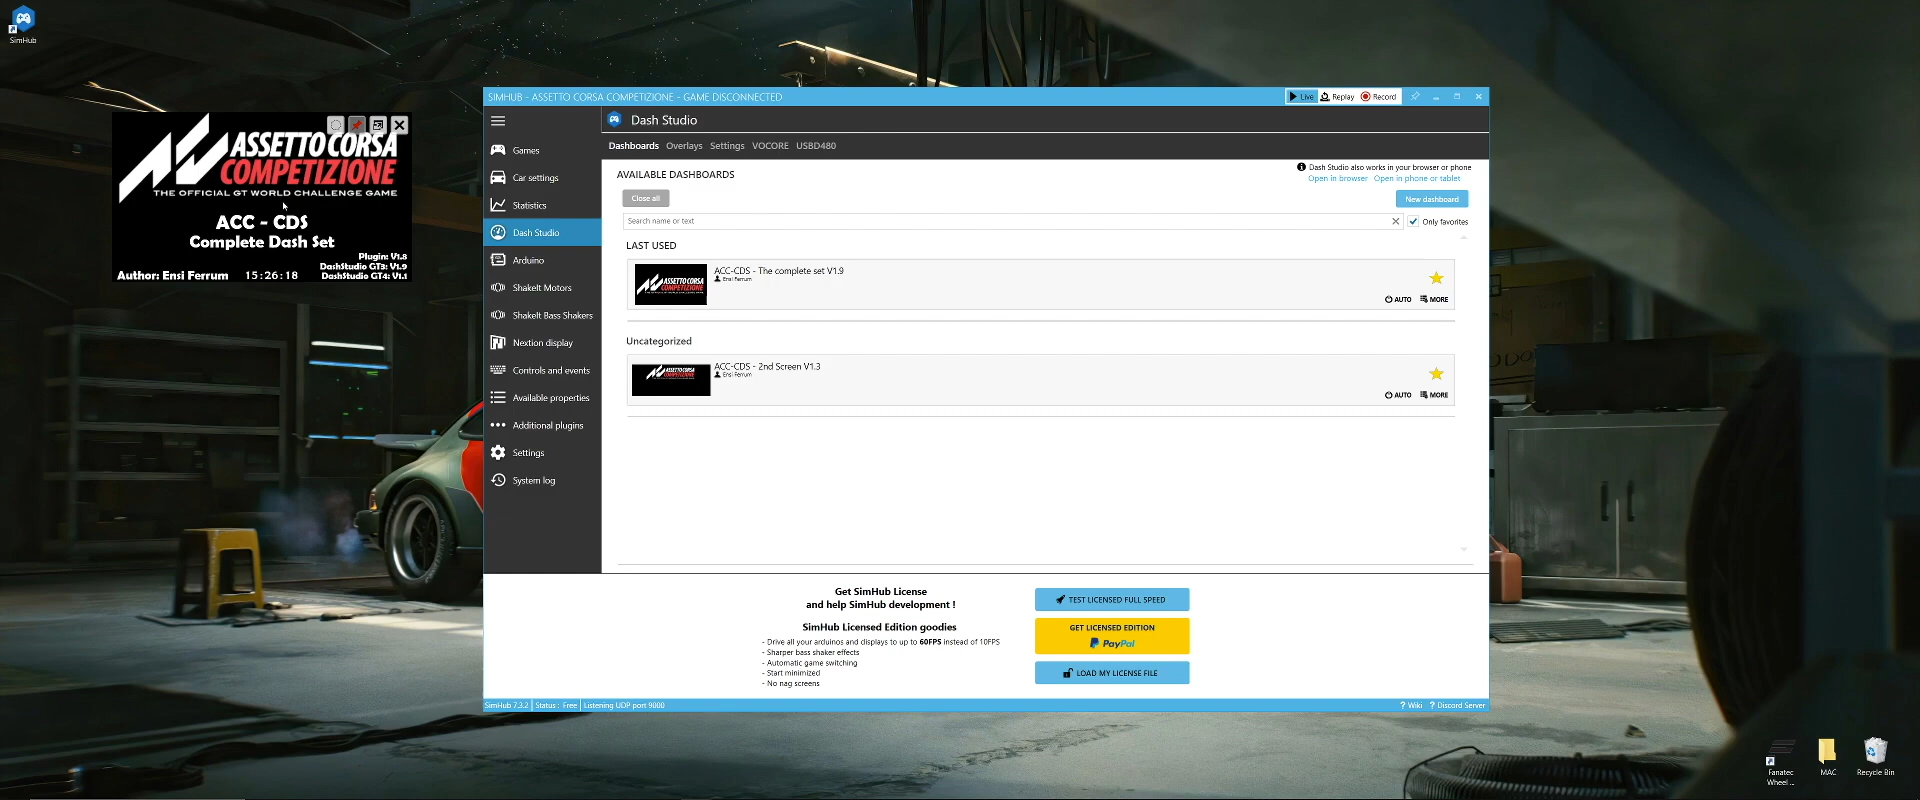 SimHub
ASSETTO CORSA
COMPETIZIONE
THE OFFICIAL GT WORLD CHALLENGE GAME
ACC - CDS
Complete Dash Set
Plugin: V1.8
DashStudio GT3: V1.9
Author: Ensi Ferrum 15:26:18 DashStudio GT4: V1.1
SIMHUB - ASSETTO CORSA COMPETIZIONE - GAME DISCONNECTED
Live Replay Record
Games
Car settings
Statistics
Dash Studio
Arduino
ShakeIt Motors
ShakeIt Bass Shakers
Nextion display
Controls and events
Available properties
Additional plugins
Settings
System log
Dash Studio
Dashboards Overlays Settings VOCORE USBD480
AVAILABLE DASHBOARDS
Dash Studio also works in your browser or phone
Open in browser Open in phone or tablet
Close all
New dashboard
Search name or text
Only favorites
LAST USED
ASSETTO CORSA
COMPETIZIONE
ACC-CDS - The complete set V1.9
Ensi Ferrum
AUTO MORE
Uncategorized
ACC-CDS - 2nd Screen V1.3
Ensi Ferrum
AUTO MORE
Get SimHub License
and help SimHub development !
SimHub Licensed Edition goodies
- Drive all your arduinos and displays to up to 60FPS instead of 10FPS
- Sharper bass shaker effects
- Automatic game switching
- Start minimized
- No nag screens
TEST LICENSED FULL SPEED
GET LICENSED EDITION
PayPal
LOAD MY LICENSE FILE
SimHub 7.3.2 Status : Free Listening UDP port 9000
? Wiki ? Discord Server
Fanatec
Wheel ...
MAC
Recycle Bin